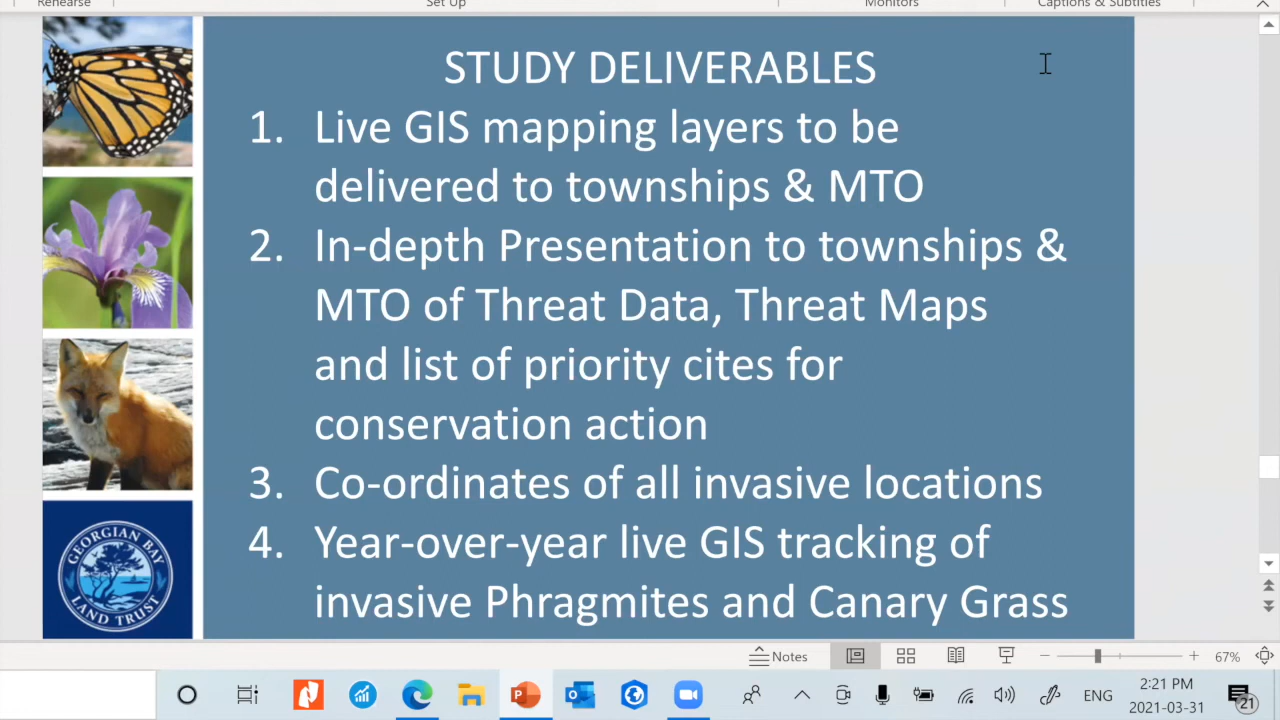 Rehearse
Set Up
Monitors
Captions & Subtitles
STUDY DELIVERABLES
1. Live GIS mapping layers to be
delivered to townships & MTO
2. In-depth Presentation to townships &
MTO of Threat Data, Threat Maps
and list of priority cites for
conservation action
3. Co-ordinates of all invasive locations
4. Year-over-year live GIS tracking of
invasive Phragmites and Canary Grass
GEORGIAN BAY
LAND TRUST
Notes
67%
P
ENG
2:21 PM
2021-03-31
21